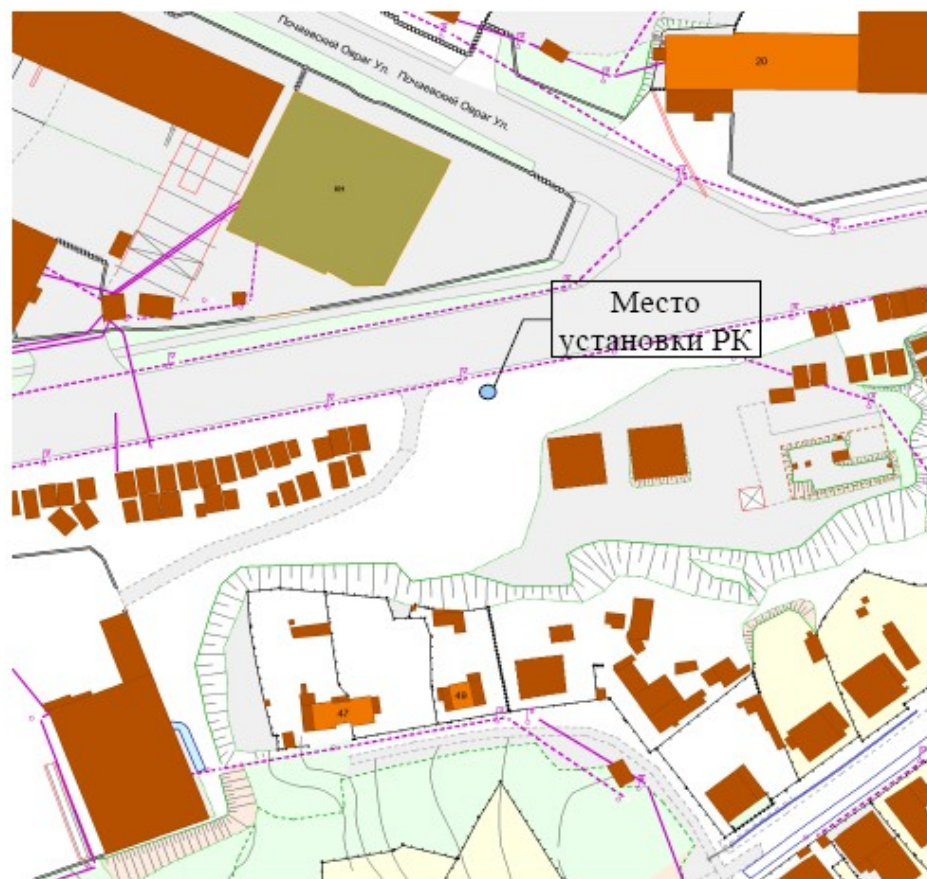 Почаевский Овраг Ул. Почаевский Овраг Ул.
20
Место
установки РК
47
49